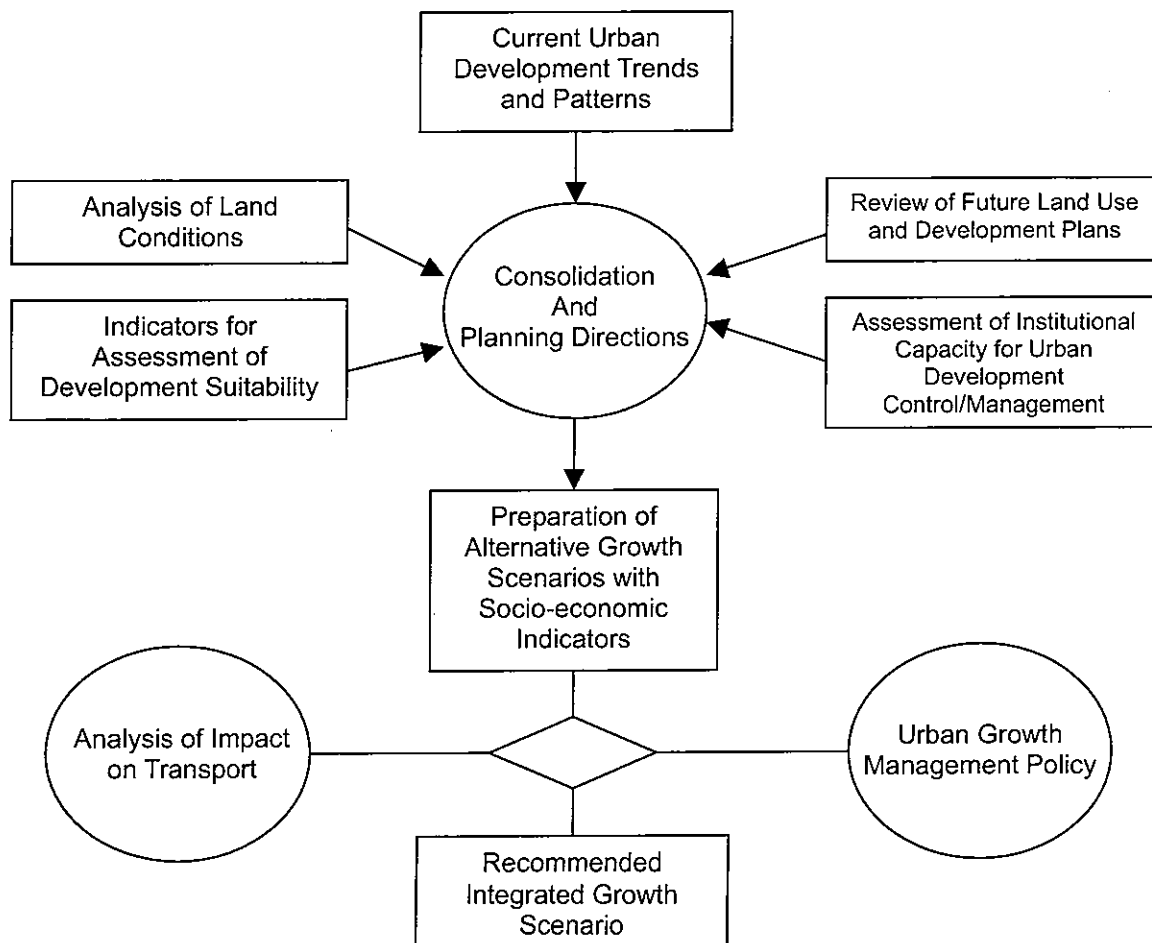 Current Urban
Development Trends
and Patterns
Analysis of Land
Conditions
Review of Future Land Use
and Development Plans
Consolidation
And
Planning Directions
Indicators for
Assessment of
Development Suitability
Assessment of Institutional
Capacity for Urban
Development
Control/Management
Preparation of
Alternative Growth
Scenarios with
Socio-economic
Indicators
Analysis of Impact
on Transport
Urban Growth
Management Policy
Recommended
Integrated Growth
Scenario